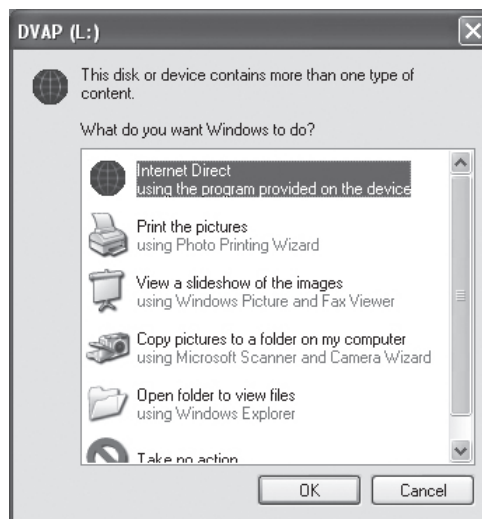 DVAP (L:)
This disk or device contains more than one type of
content.
What do you want Windows to do?
Internet Direct
using the program provided on the device
Print the pictures
using Photo Printing Wizard
View a slideshow of the images
using Windows Picture and Fax Viewer
Copy pictures to a folder on my computer
using Microsoft Scanner and Camera Wizard
Open folder to view files
using Windows Explorer
Take no action
OK
Cancel